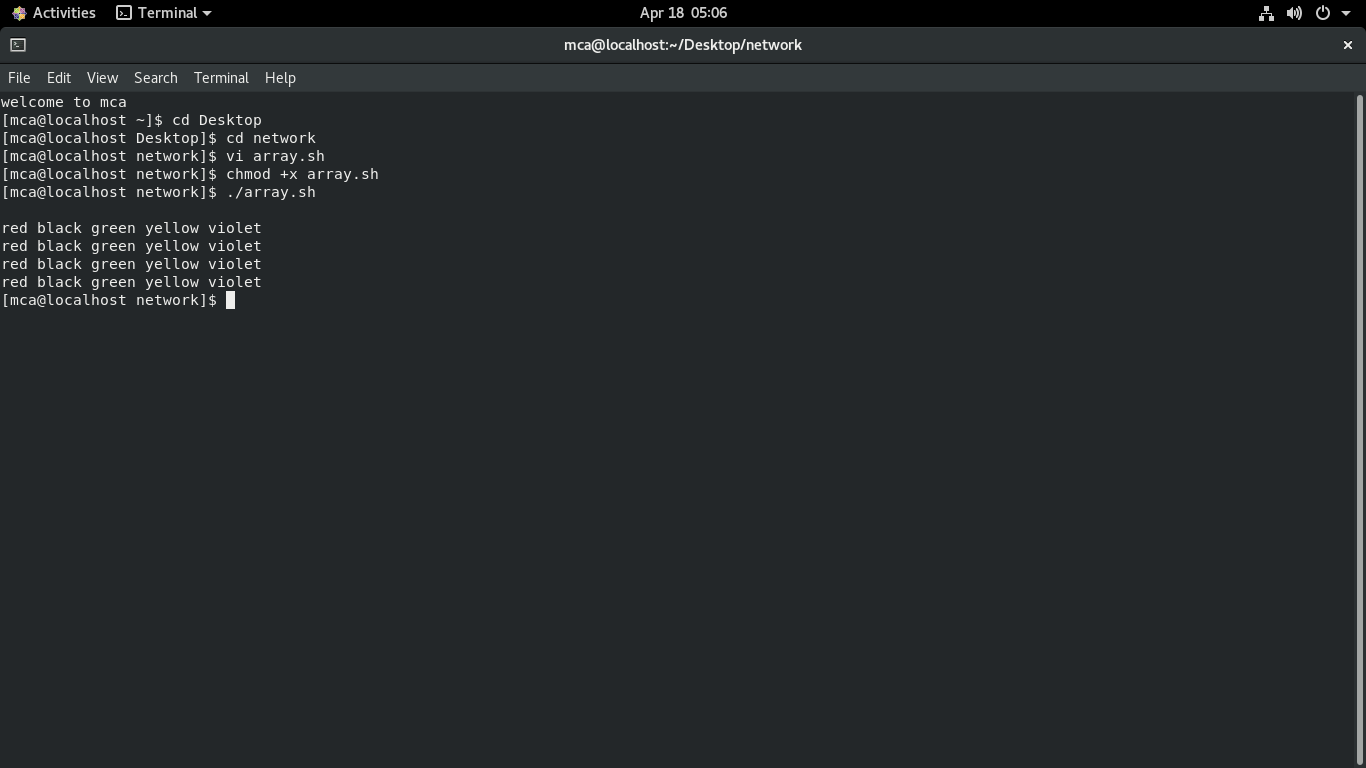 Activities Terminal Apr 18 05:06
mca@localhost:~/Desktop/network
File Edit View Search Terminal Help
welcome to mca
[mca@localhost ~]$ cd Desktop
[mca@localhost Desktop]$ cd network
[mca@localhost network]$ vi array.sh
[mca@localhost network]$ chmod +x array.sh
[mca@localhost network]$ ./array.sh
red black green yellow violet
red black green yellow violet
red black green yellow violet
red black green yellow violet
[mca@localhost network]$